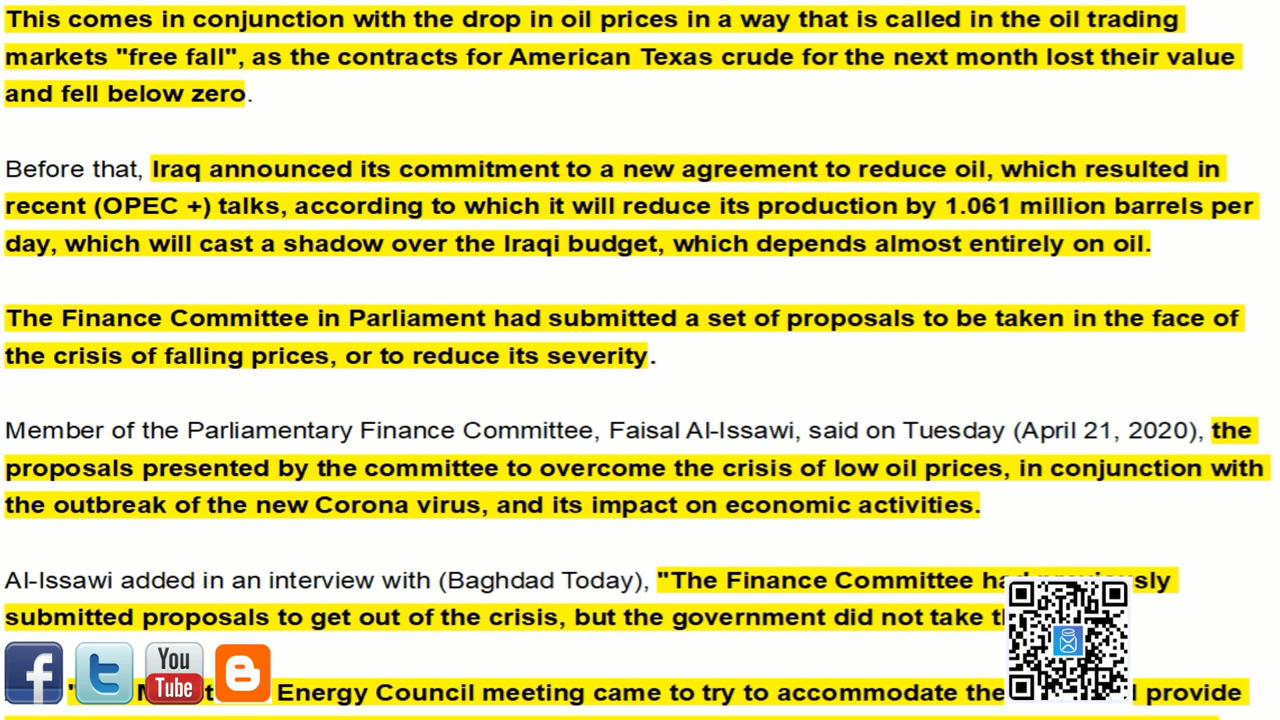 This comes in conjunction with the drop in oil prices in a way that is called in the oil trading
markets "free fall", as the contracts for American Texas crude for the next month lost their value
and fell below zero.
Before that, Iraq announced its commitment to a new agreement to reduce oil, which resulted in
recent (OPEC +) talks, according to which it will reduce its production by 1.061 million barrels per
day, which will cast a shadow over the Iraqi budget, which depends almost entirely on oil.
The Finance Committee in Parliament had submitted a set of proposals to be taken in the face of
the crisis of falling prices, or to reduce its severity.
Member of the Parliamentary Finance Committee, Faisal Al-Issawi, said on Tuesday (April 21, 2020), the
proposals presented by the committee to overcome the crisis of low oil prices, in conjunction with
the outbreak of the new Corona virus, and its impact on economic activities.
Al-Issawi added in an interview with (Baghdad Today), "The Finance Committee had previously
submitted proposals to get out of the crisis, but the government did not take
You
Tube
Energy Council meeting came to try to accommodate the provide